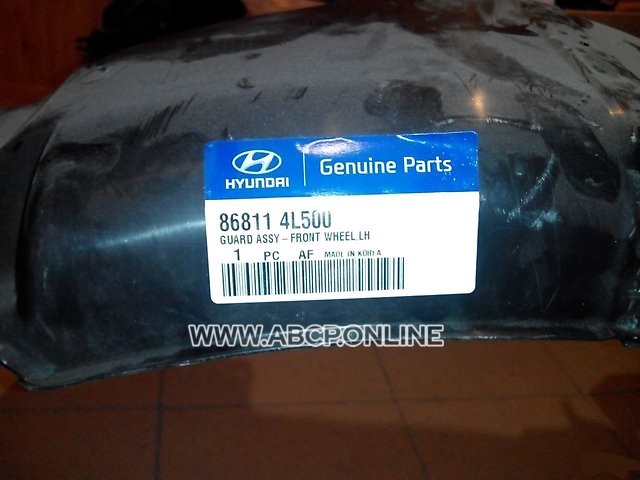 HYUNDAI
Genuine Parts
86811 4L500
GUARD ASSY-FRONT WHEEL,LH
1 PC AF MADE IN KOREA
WWW.ABCP.ONLINE